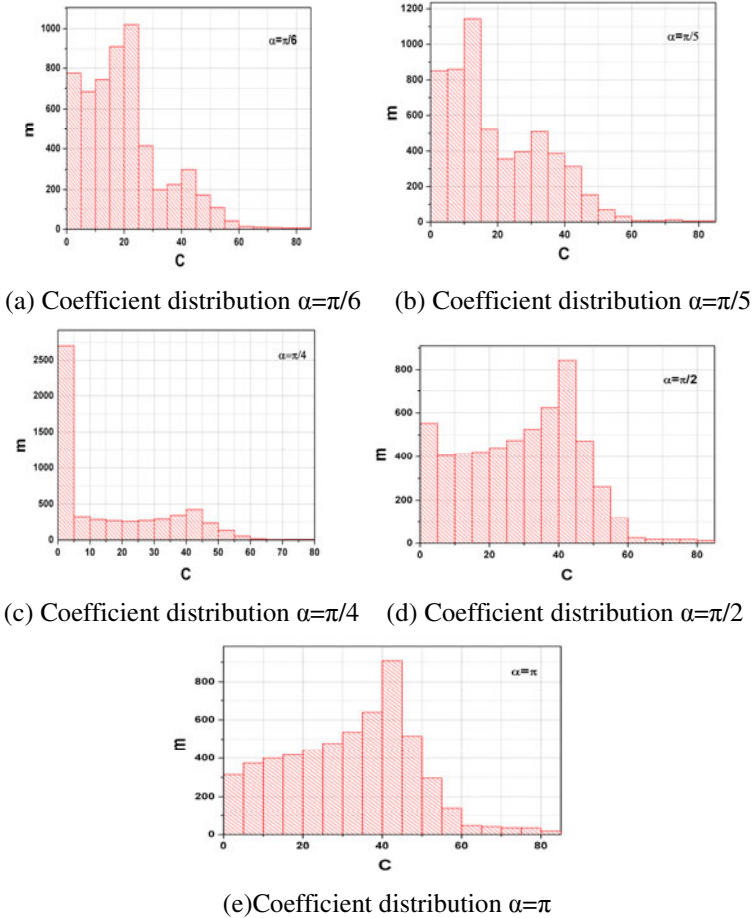 1000
800
600
400
200
0
m
α=π/6
0 20 40 60 80
C
1200
1000
800
600
400
200
0
m
α=π/5
0 20 40 60 80
C
(a) Coefficient distribution α=π/6 (b) Coefficient distribution α=π/5
2500
2000
1500
1000
500
0
m
α=π/4
0 10 20 30 40 50 60 70 80
C
800
600
400
200
0
m
α=π/2
0 20 40 60 80
C
(c) Coefficient distribution α=π/4 (d) Coefficient distribution α=π/2
800
600
400
200
0
m
α=π
0 20 40 60 80
C
(e)Coefficient distribution α=π